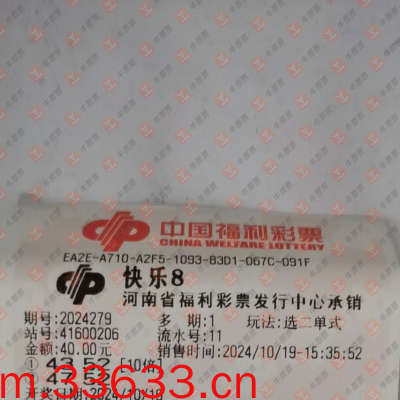 中国福利彩票
CHINA WELFARE LOTTERY
EA2E-A710-A2F5-1093-83D1-067C-091F
快乐8
河南省福利彩票发行中心承销
期号:2024279 多期:1 玩法:选二单式
站号:41600206 流水号:11
金额:40.00元 销售时间:2024/10/19-15:35:52
m.33633.cn